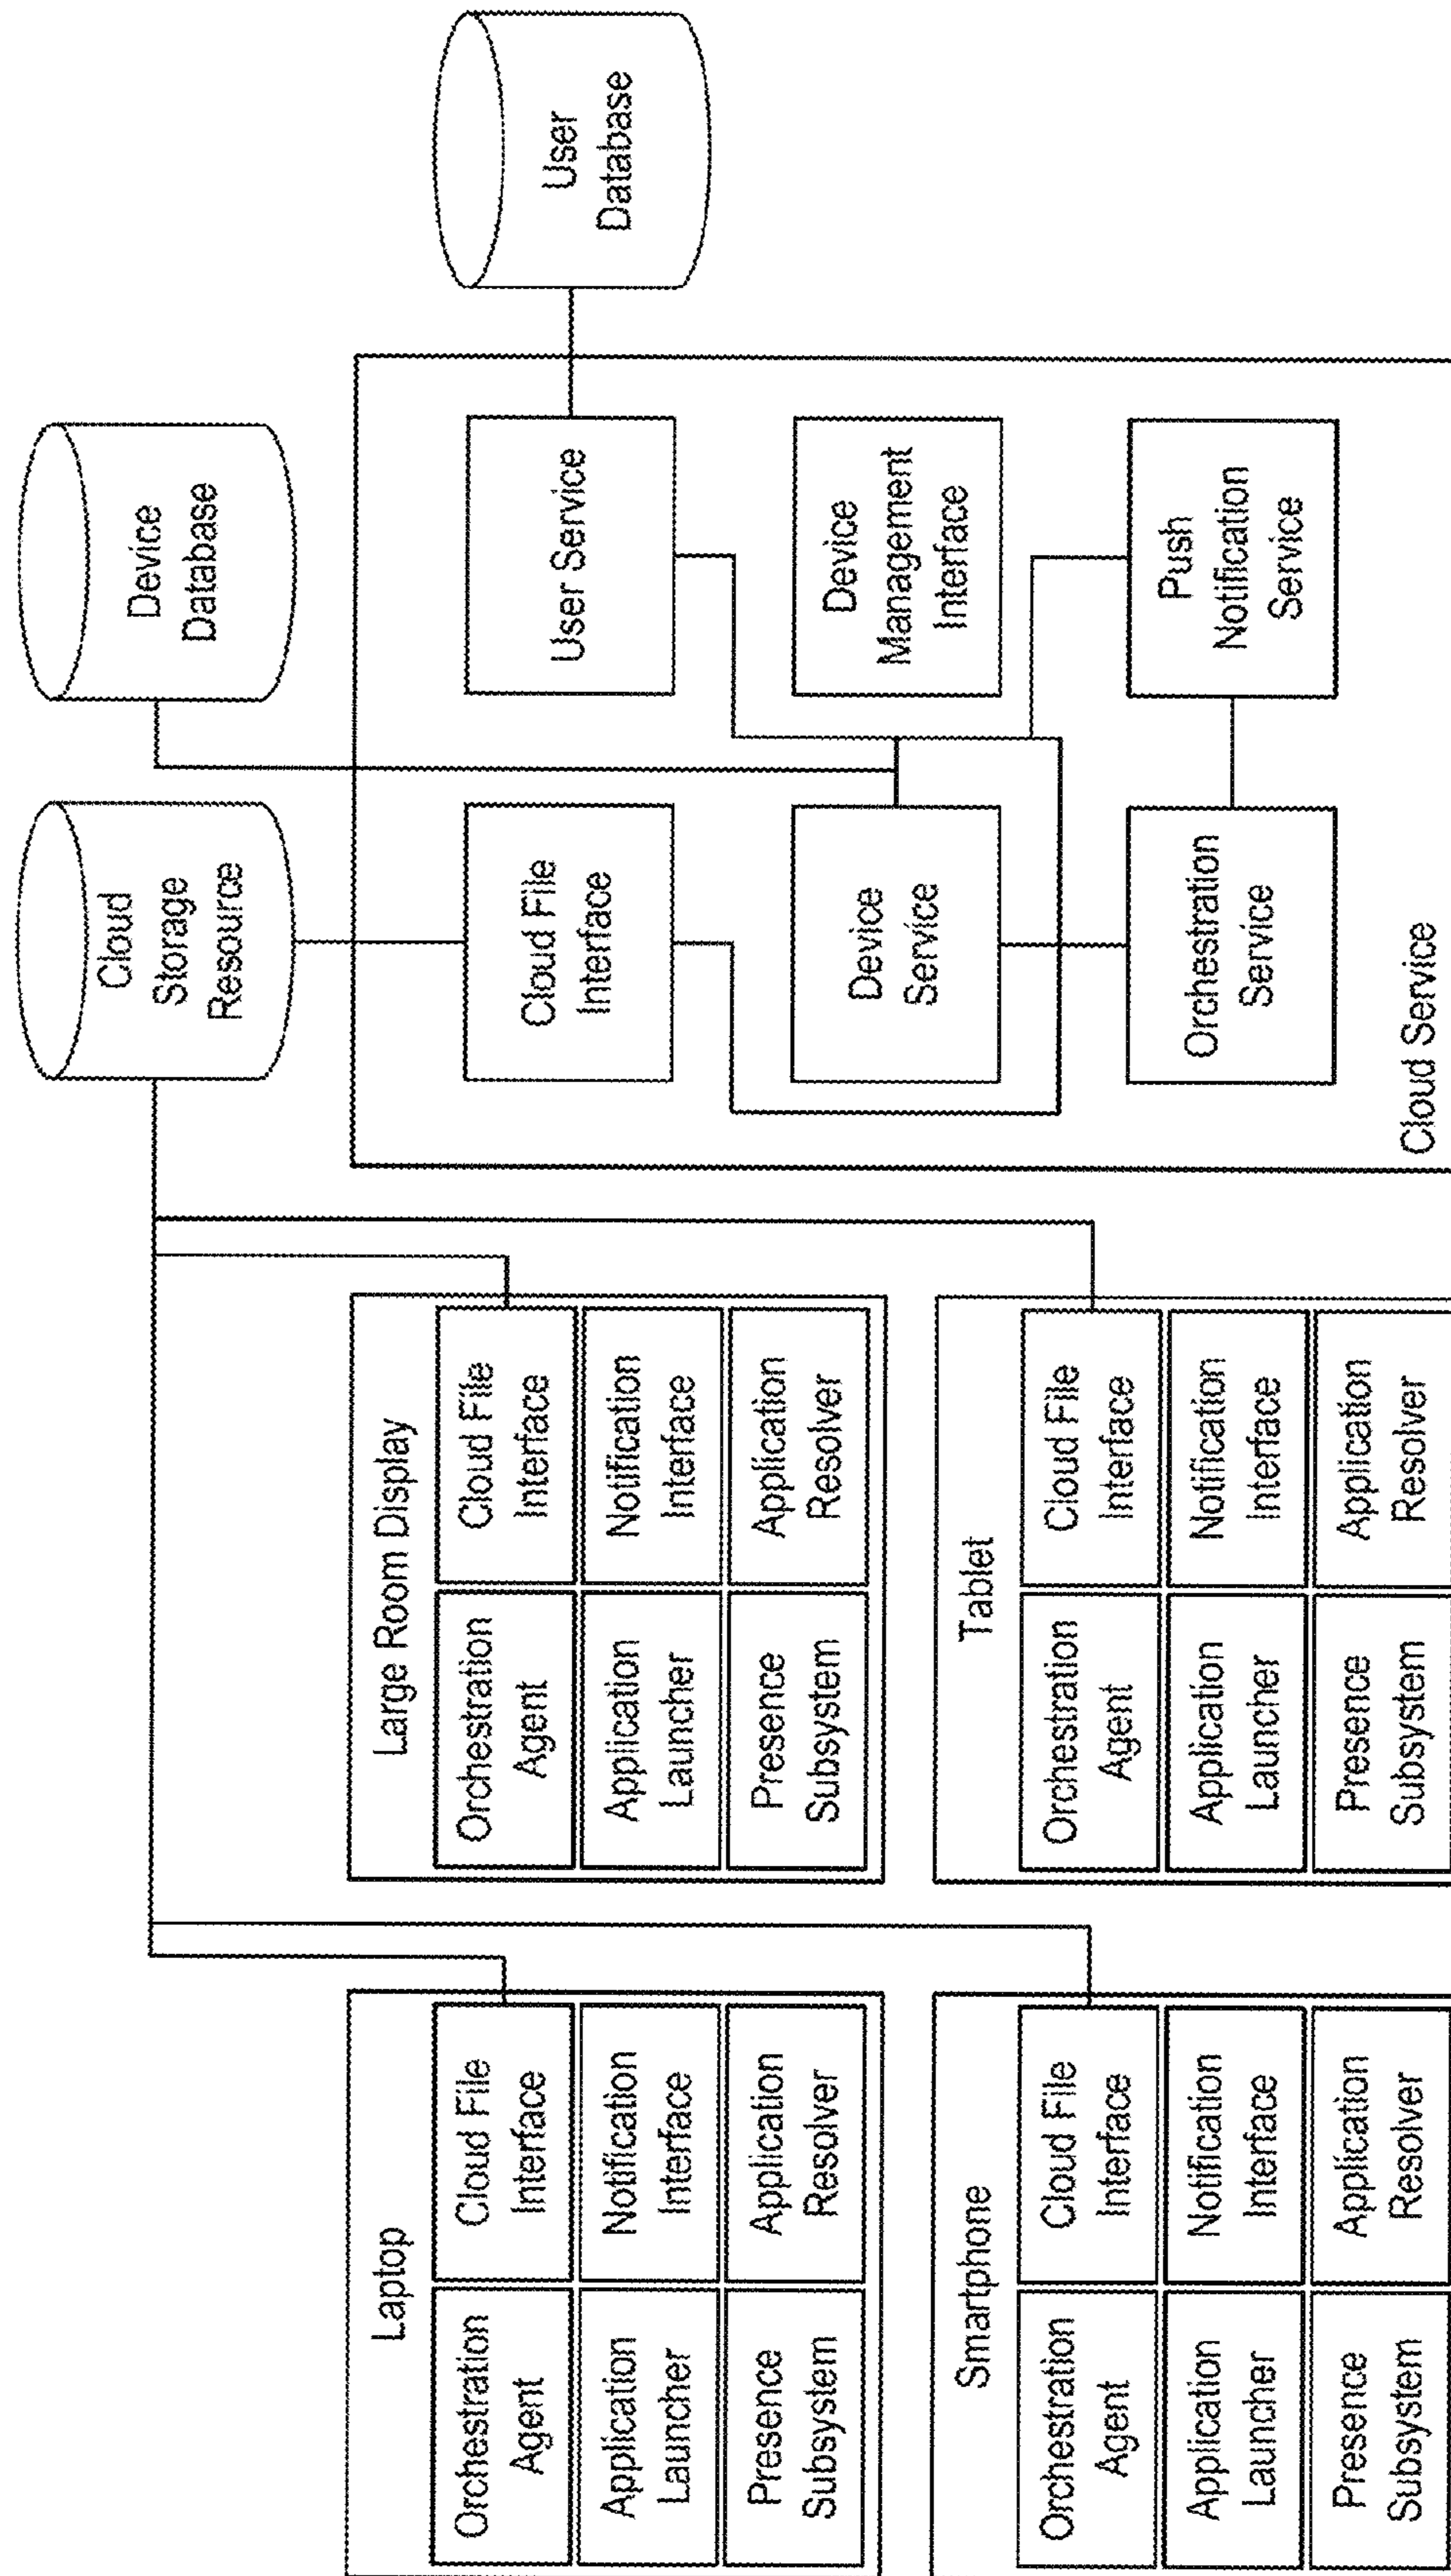 Laptop
Orchestration
Agent
Cloud File
Interface
Application
Launcher
Notification
Interface
Presence
Subsystem
Application
Resolver
Large Room Display
Orchestration
Agent
Cloud File
Interface
Application
Launcher
Notification
Interface
Presence
Subsystem
Application
Resolver
Smartphone
Orchestration
Agent
Cloud File
Interface
Application
Launcher
Notification
Interface
Presence
Subsystem
Application
Resolver
Tablet
Orchestration
Agent
Cloud File
Interface
Application
Launcher
Notification
Interface
Presence
Subsystem
Application
Resolver
Cloud
Storage
Resource
Device
Database
User
Database
Cloud File
Interface
User Service
Device
Service
Device
Management
Interface
Orchestration
Service
Push
Notification
Service
Cloud Service